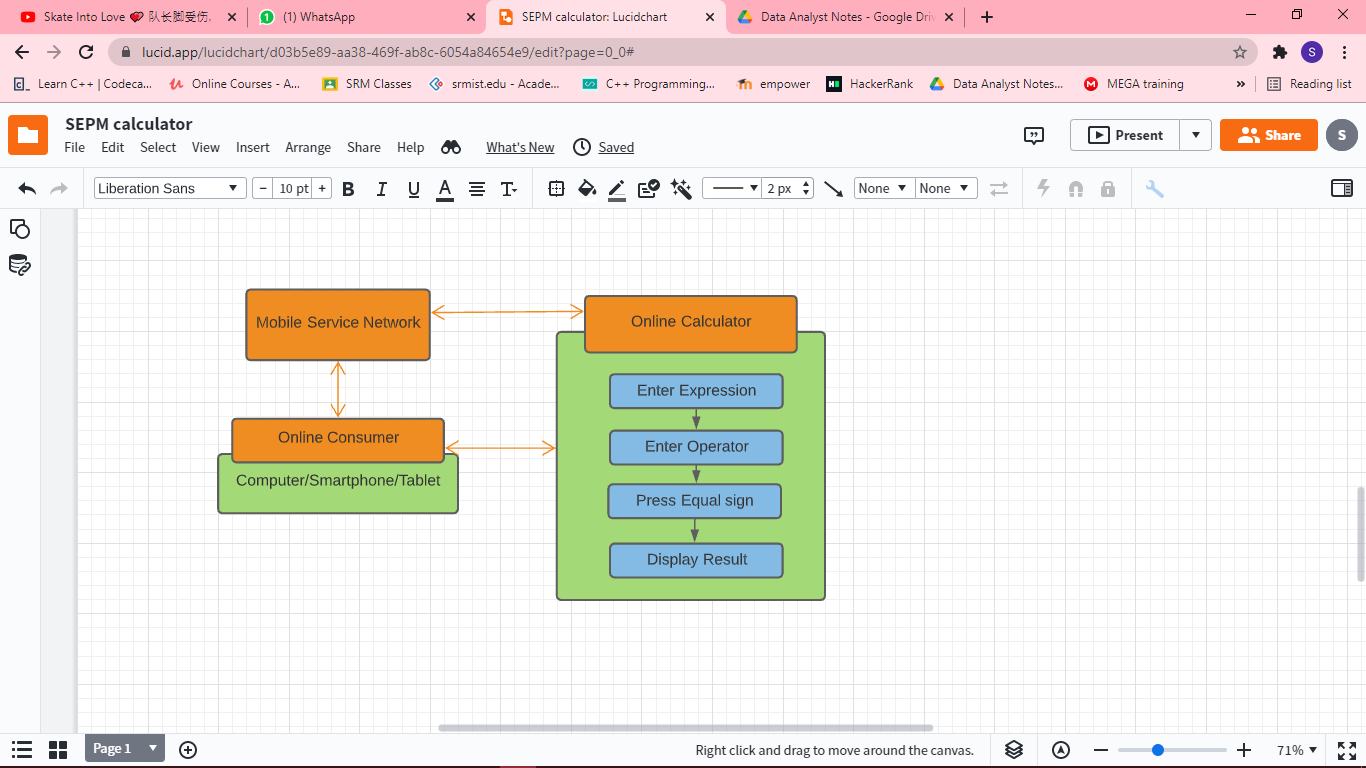 Skate Into Love 💖 队长脚受伤,
(1) WhatsApp
SEPM calculator: Lucidchart
Data Analyst Notes - Google Driv
lucid.app/lucidchart/d03b5e89-aa38-469f-ab8c-6054a84654e9/edit?page=0_0#
S
Learn C++ | Codeca...
Online Courses - A...
SRM Classes
srmist.edu - Acade...
C++ Programming...
empower
HackerRank
Data Analyst Notes...
MEGA training
»
Reading list
SEPM calculator
File Edit Select View Insert Arrange Share Help
What's New
Saved
Present
Share
S
Liberation Sans
− 10 pt +
B I U A T
2 px
None
None
Mobile Service Network
Online Consumer
Computer/Smartphone/Tablet
Online Calculator
Enter Expression
Enter Operator
Press Equal sign
Display Result
Page 1
Right click and drag to move around the canvas.
71%